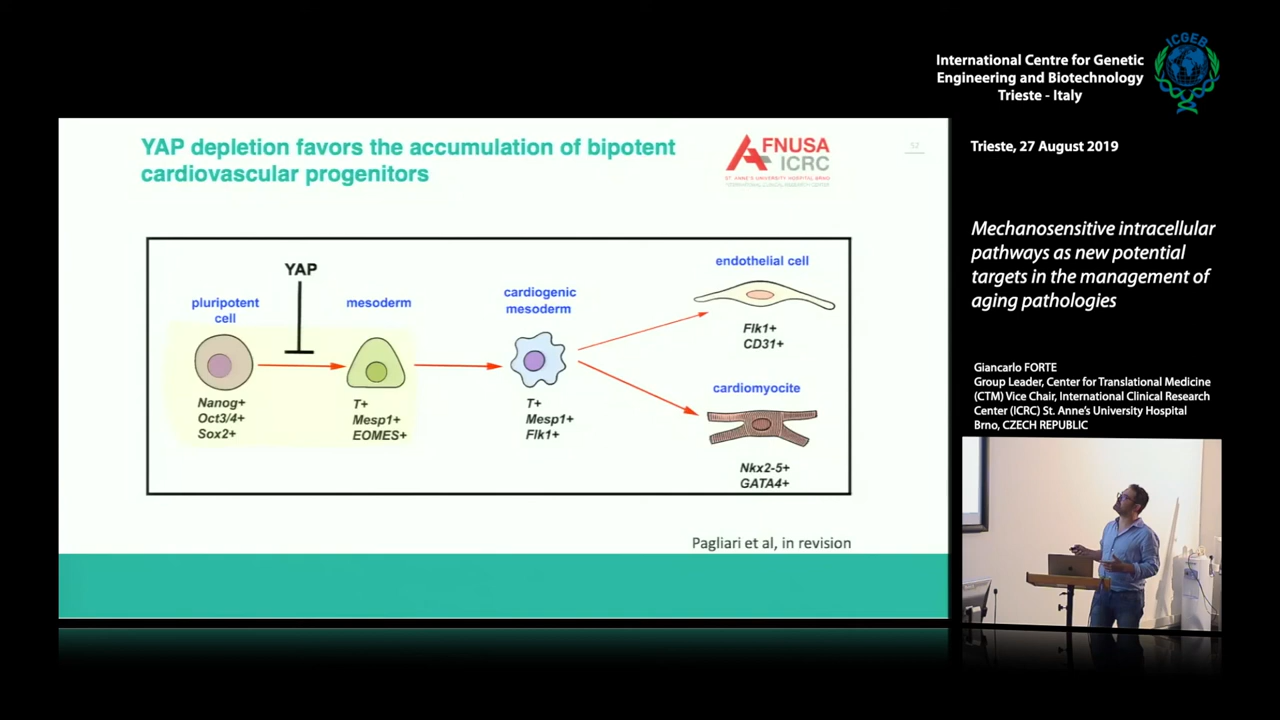 International Centre for Genetic
Engineering and Biotechnology
Trieste - Italy
ICGEB
Trieste, 27 August 2019
Mechanosensitive intracellular
pathways as new potential
targets in the management of
aging pathologies
Giancarlo FORTE
Group Leader, Center for Translational Medicine
(CTM) Vice Chair, International Clinical Research
Center (ICRC) St. Anne's University Hospital
Brno, CZECH REPUBLIC
YAP depletion favors the accumulation of bipotent
cardiovascular progenitors
FNUSA
ICRC
ST. ANNE'S UNIVERSITY HOSPITAL BRNO
INTERNATIONAL CLINICAL RESEARCH CENTER
52
YAP
pluripotent
cell
Nanog+
Oct3/4+
Sox2+
mesoderm
T+
Mesp1+
EOMES+
cardiogenic
mesoderm
T+
Mesp1+
Flk1+
endothelial cell
Flk1+
CD31+
cardiomyocite
Nkx2-5+
GATA4+
Pagliari et al, in revision